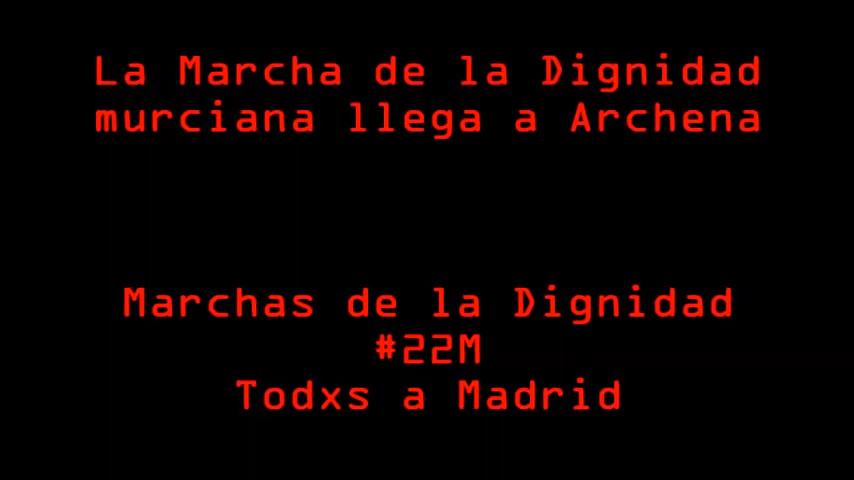 La Marcha de la Dignidad
murciana llega a Archena
Marchas de la Dignidad
#22M
Todxs a Madrid